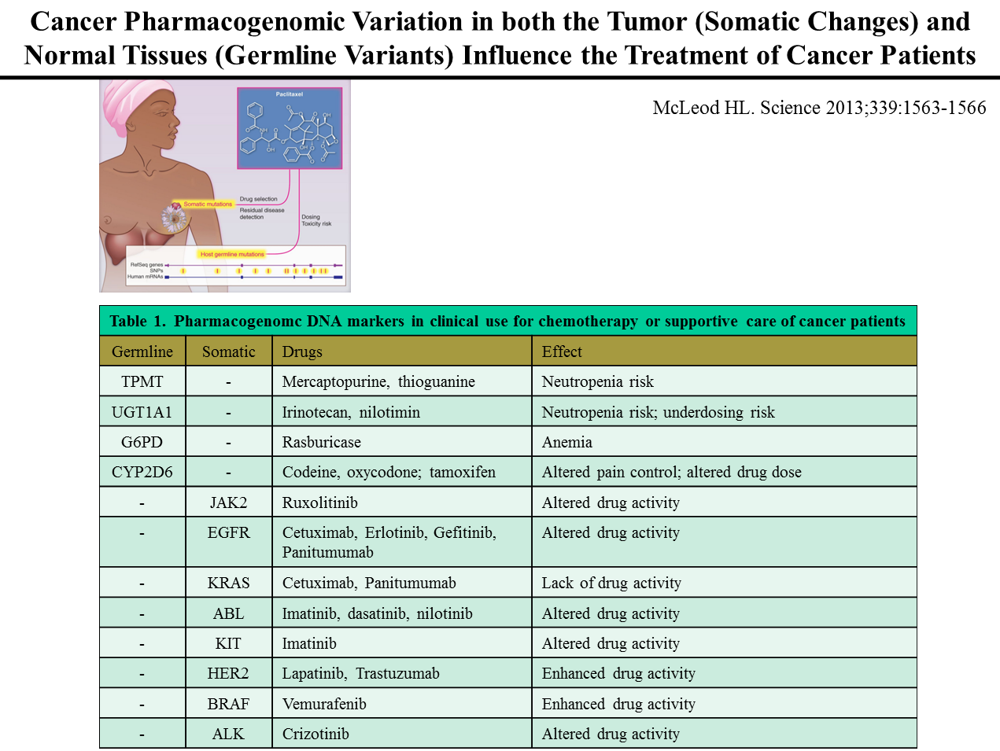 Cancer Pharmacogenomic Variation in both the Tumor (Somatic Changes) and
Normal Tissues (Germline Variants) Influence the Treatment of Cancer Patients
McLeod HL. Science 2013;339:1563-1566
Paclitaxel
O
O
NH
O
O
OH
O
O
O
OH
OH
O
O
O
O
O
Somatic mutations
Drug selection
Residual disease
detection
Dosing
Toxicity risk
Host germline mutations
RefSeq genes
SNPs
Human mRNAs
Table 1. Pharmacogenomc DNA markers in clinical use for chemotherapy or supportive care of cancer patients
Germline Somatic Drugs Effect
TPMT - Mercaptopurine, thioguanine Neutropenia risk
UGT1A1 - Irinotecan, nilotimin Neutropenia risk; underdosing risk
G6PD - Rasburicase Anemia
CYP2D6 - Codeine, oxycodone; tamoxifen Altered pain control; altered drug dose
- JAK2 Ruxolitinib Altered drug activity
- EGFR Cetuximab, Erlotinib, Gefitinib, Altered drug activity
Panitumumab
- KRAS Cetuximab, Panitumumab Lack of drug activity
- ABL Imatinib, dasatinib, nilotinib Altered drug activity
- KIT Imatinib Altered drug activity
- HER2 Lapatinib, Trastuzumab Enhanced drug activity
- BRAF Vemurafenib Enhanced drug activity
- ALK Crizotinib Altered drug activity